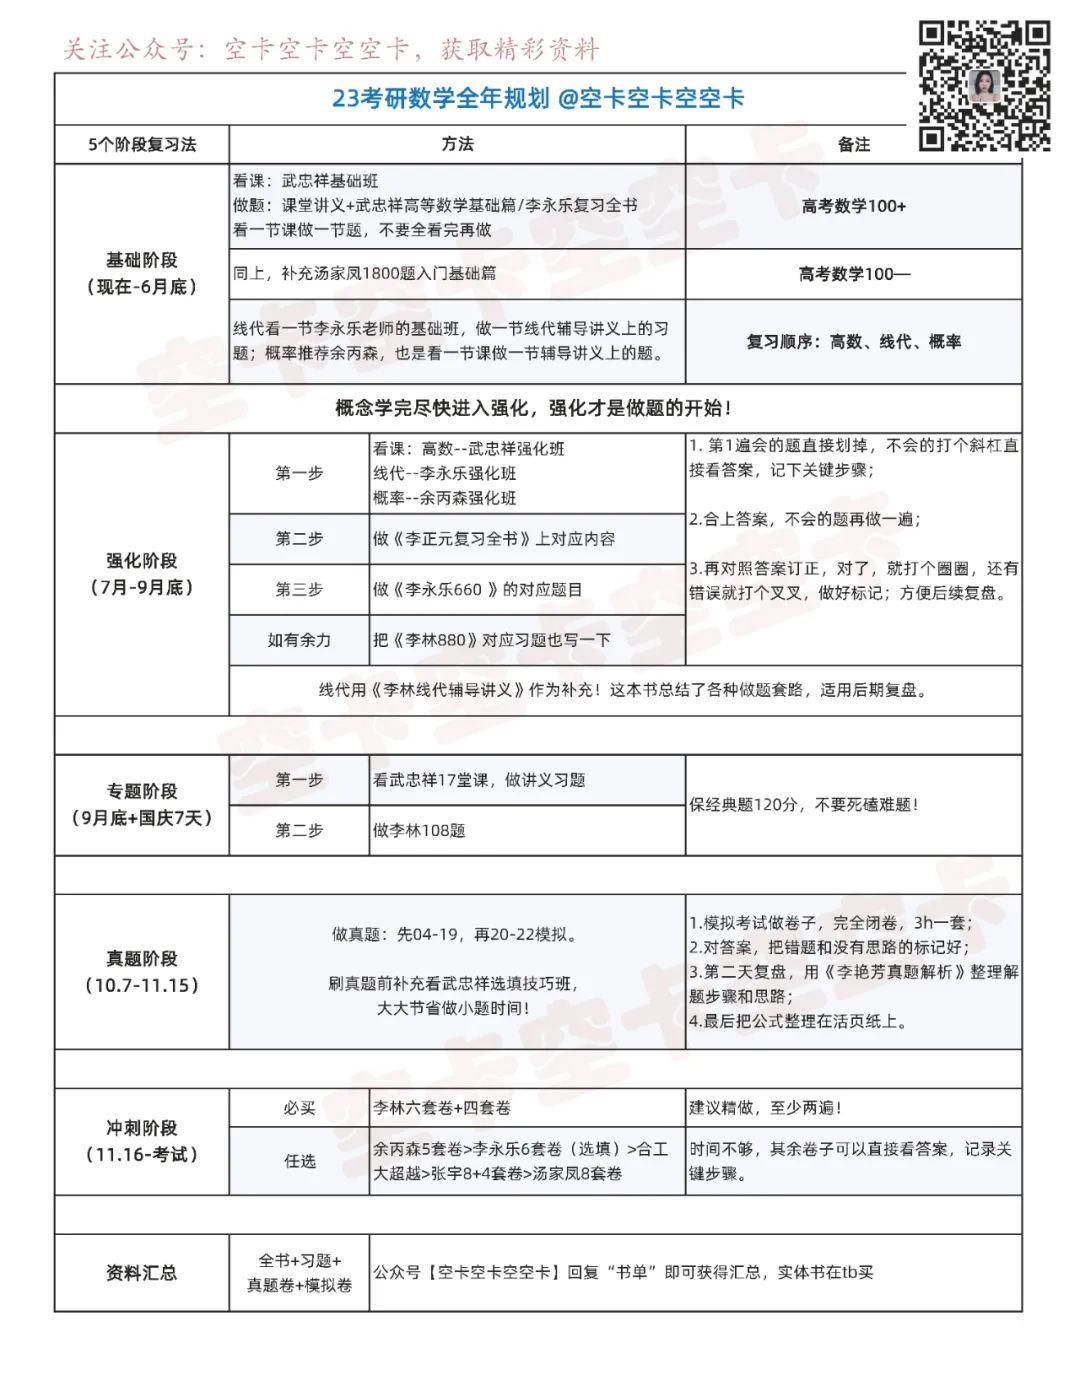 关注公众号：空卡空卡空空卡，获取精彩资料
23考研数学全年规划 @空卡空卡空空卡
5个阶段复习法
方法
备注
基础阶段
（现在-6月底）
看课：武忠祥基础班
做题：课堂讲义+武忠祥高等数学基础篇/李永乐复习全书
看一节课做一节题，不要全看完再做
高考数学100+
同上，补充汤家凤1800题入门基础篇
高考数学100—
线代看一节李永乐老师的基础班，做一节线代辅导讲义上的习
题；概率推荐余丙森，也是看一节课做一节辅导讲义上的题。
复习顺序：高数、线代、概率
概念学完尽快进入强化，强化才是做题的开始！
强化阶段
（7月-9月底）
第一步
看课：高数--武忠祥强化班
线代--李永乐强化班
概率--余丙森强化班
第二步
做《李正元复习全书》上对应内容
第三步
做《李永乐660 》的对应题目
如有余力
把《李林880》对应习题也写一下
1. 第1遍会的题直接划掉，不会的打个斜杠直
接看答案，记下关键步骤；
2.合上答案，不会的题再做一遍；
3.再对照答案订正，对了，就打个圈圈，还有
错误就打个叉叉，做好标记；方便后续复盘。
线代用《李林线代辅导讲义》作为补充！这本书总结了各种做题套路，适用后期复盘。
专题阶段
（9月底+国庆7天）
第一步
看武忠祥17堂课，做讲义习题
第二步
做李林108题
保经典题120分，不要死磕难题！
真题阶段
（10.7-11.15）
做真题：先04-19，再20-22模拟。
刷真题前补充看武忠祥选填技巧班，
大大节省做小题时间！
1.模拟考试做卷子，完全闭卷，3h一套；
2.对答案，把错题和没有思路的标记好；
3.第二天复盘，用《李艳芳真题解析》整理解
题步骤和思路；
4.最后把公式整理在活页纸上。
冲刺阶段
（11.16-考试）
必买
李林六套卷+四套卷
建议精做，至少两遍！
任选
余丙森5套卷>李永乐6套卷（选填）>合工
大超越>张宇8+4套卷>汤家凤8套卷
时间不够，其余卷子可以直接看答案，记录关
键步骤。
资料汇总
全书+习题+
真题卷+模拟卷
公众号【空卡空卡空空卡】回复“书单”即可获得汇总，实体书在tb买
空卡空卡空空卡
空卡空卡空空卡
空卡空卡空空卡